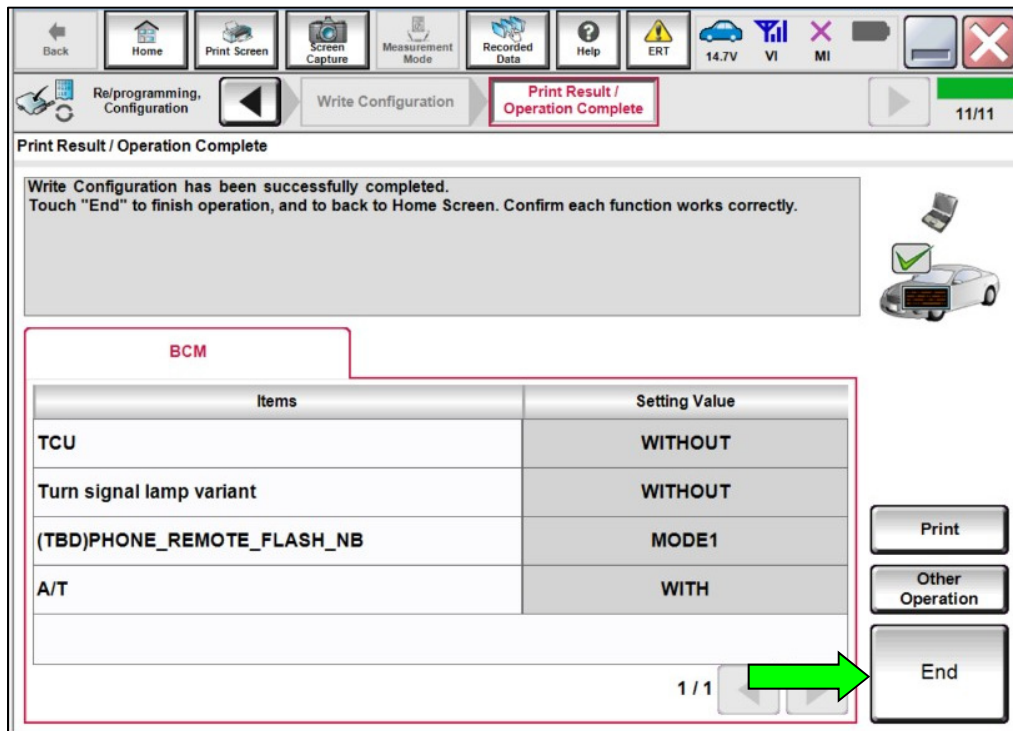 Back
Home
Print Screen
Screen
Capture
Measurement
Mode
Recorded
Data
Help
ERT
14.7V
VI
MI
Re/programming,
Configuration
Write Configuration
Print Result /
Operation Complete
11/11
Print Result / Operation Complete
Write Configuration has been successfully completed.
Touch "End" to finish operation, and to back to Home Screen. Confirm each function works correctly.
BCM
Items Setting Value
TCU WITHOUT
Turn signal lamp variant WITHOUT
(TBD)PHONE_REMOTE_FLASH_NB MODE1
A/T WITH
Print
Other
Operation
End
1 / 1